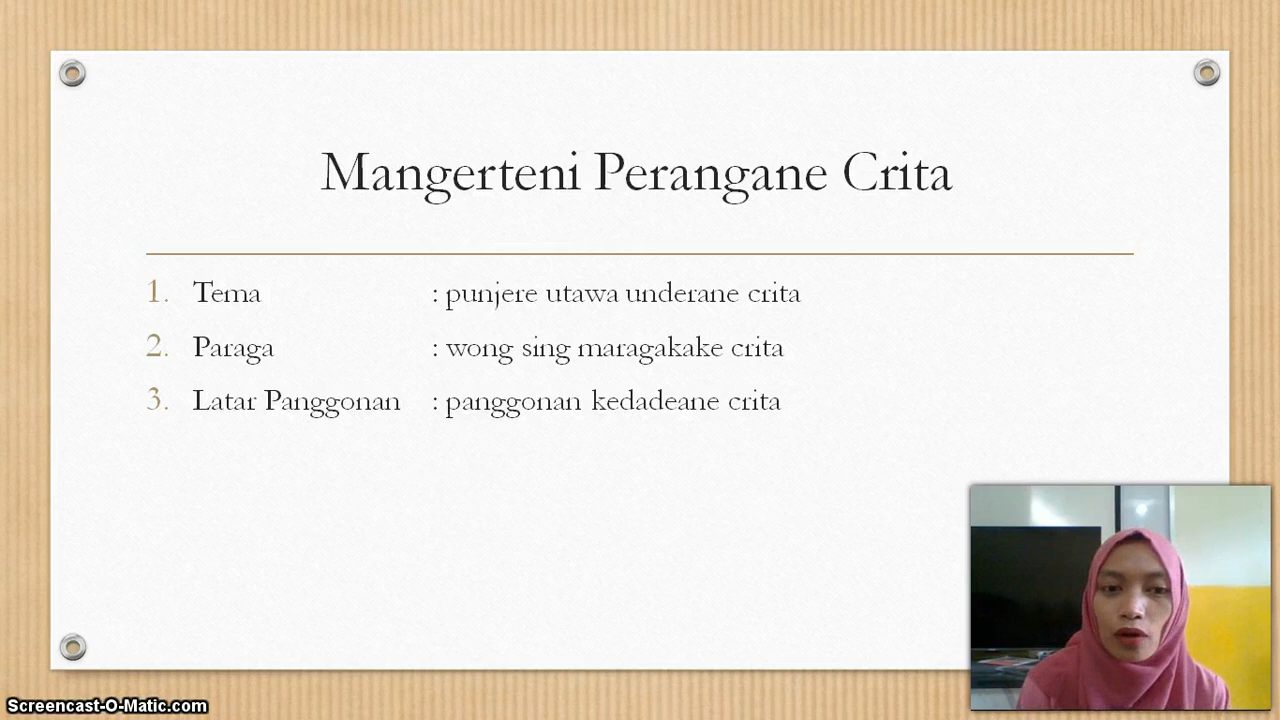 Mangerteni Perangane Crita
1. Tema : punjere utawa underane crita
2. Paraga : wong sing maragakake crita
3. Latar Panggonan : panggonan kedadeane crita
Screencast-O-Matic.com